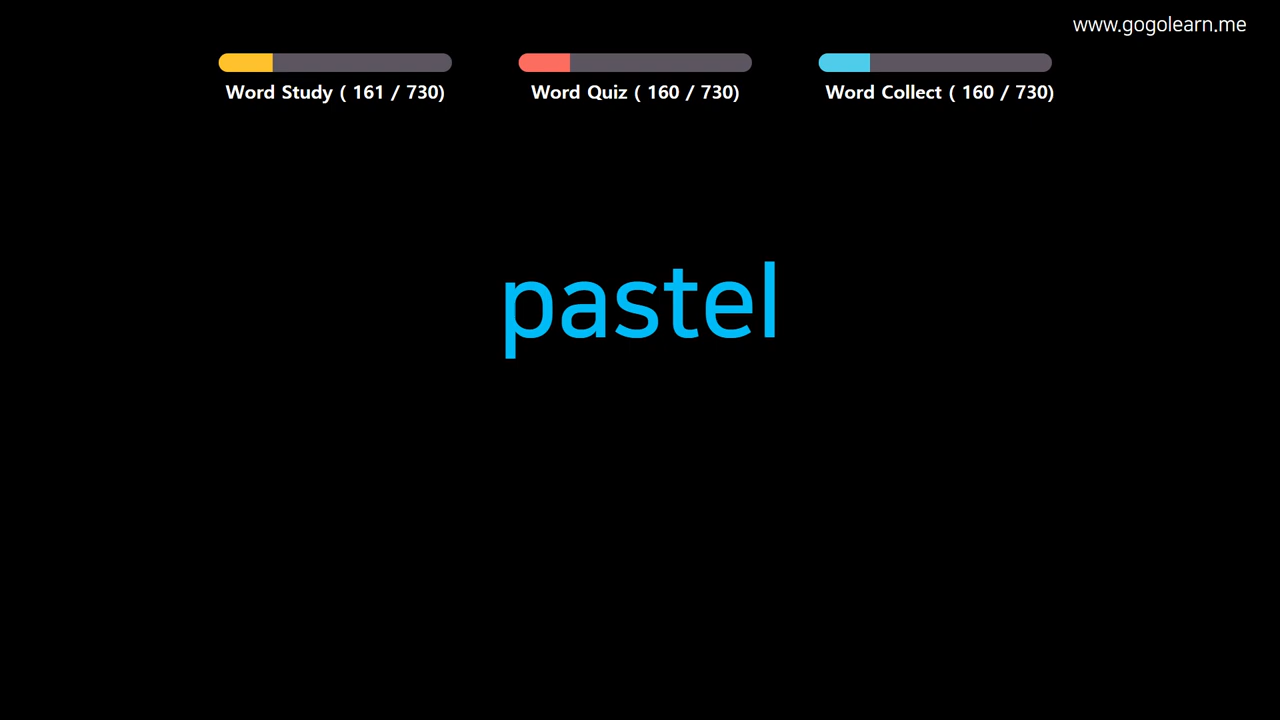 www.gogolearn.me
Word Study ( 161 / 730)
Word Quiz ( 160 / 730)
Word Collect ( 160 / 730)
pastel